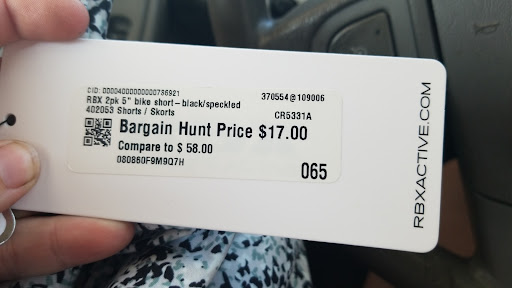 CID: 0000400000000000786921
370554@109006
RBX 2pk 5" bike short-black/speckled
402053 Shorts / Skorts
CR5331A
Bargain Hunt Price $17.00
Compare to $ 58.00
080860F9M9Q7H
065
RBXACTIVE.COM